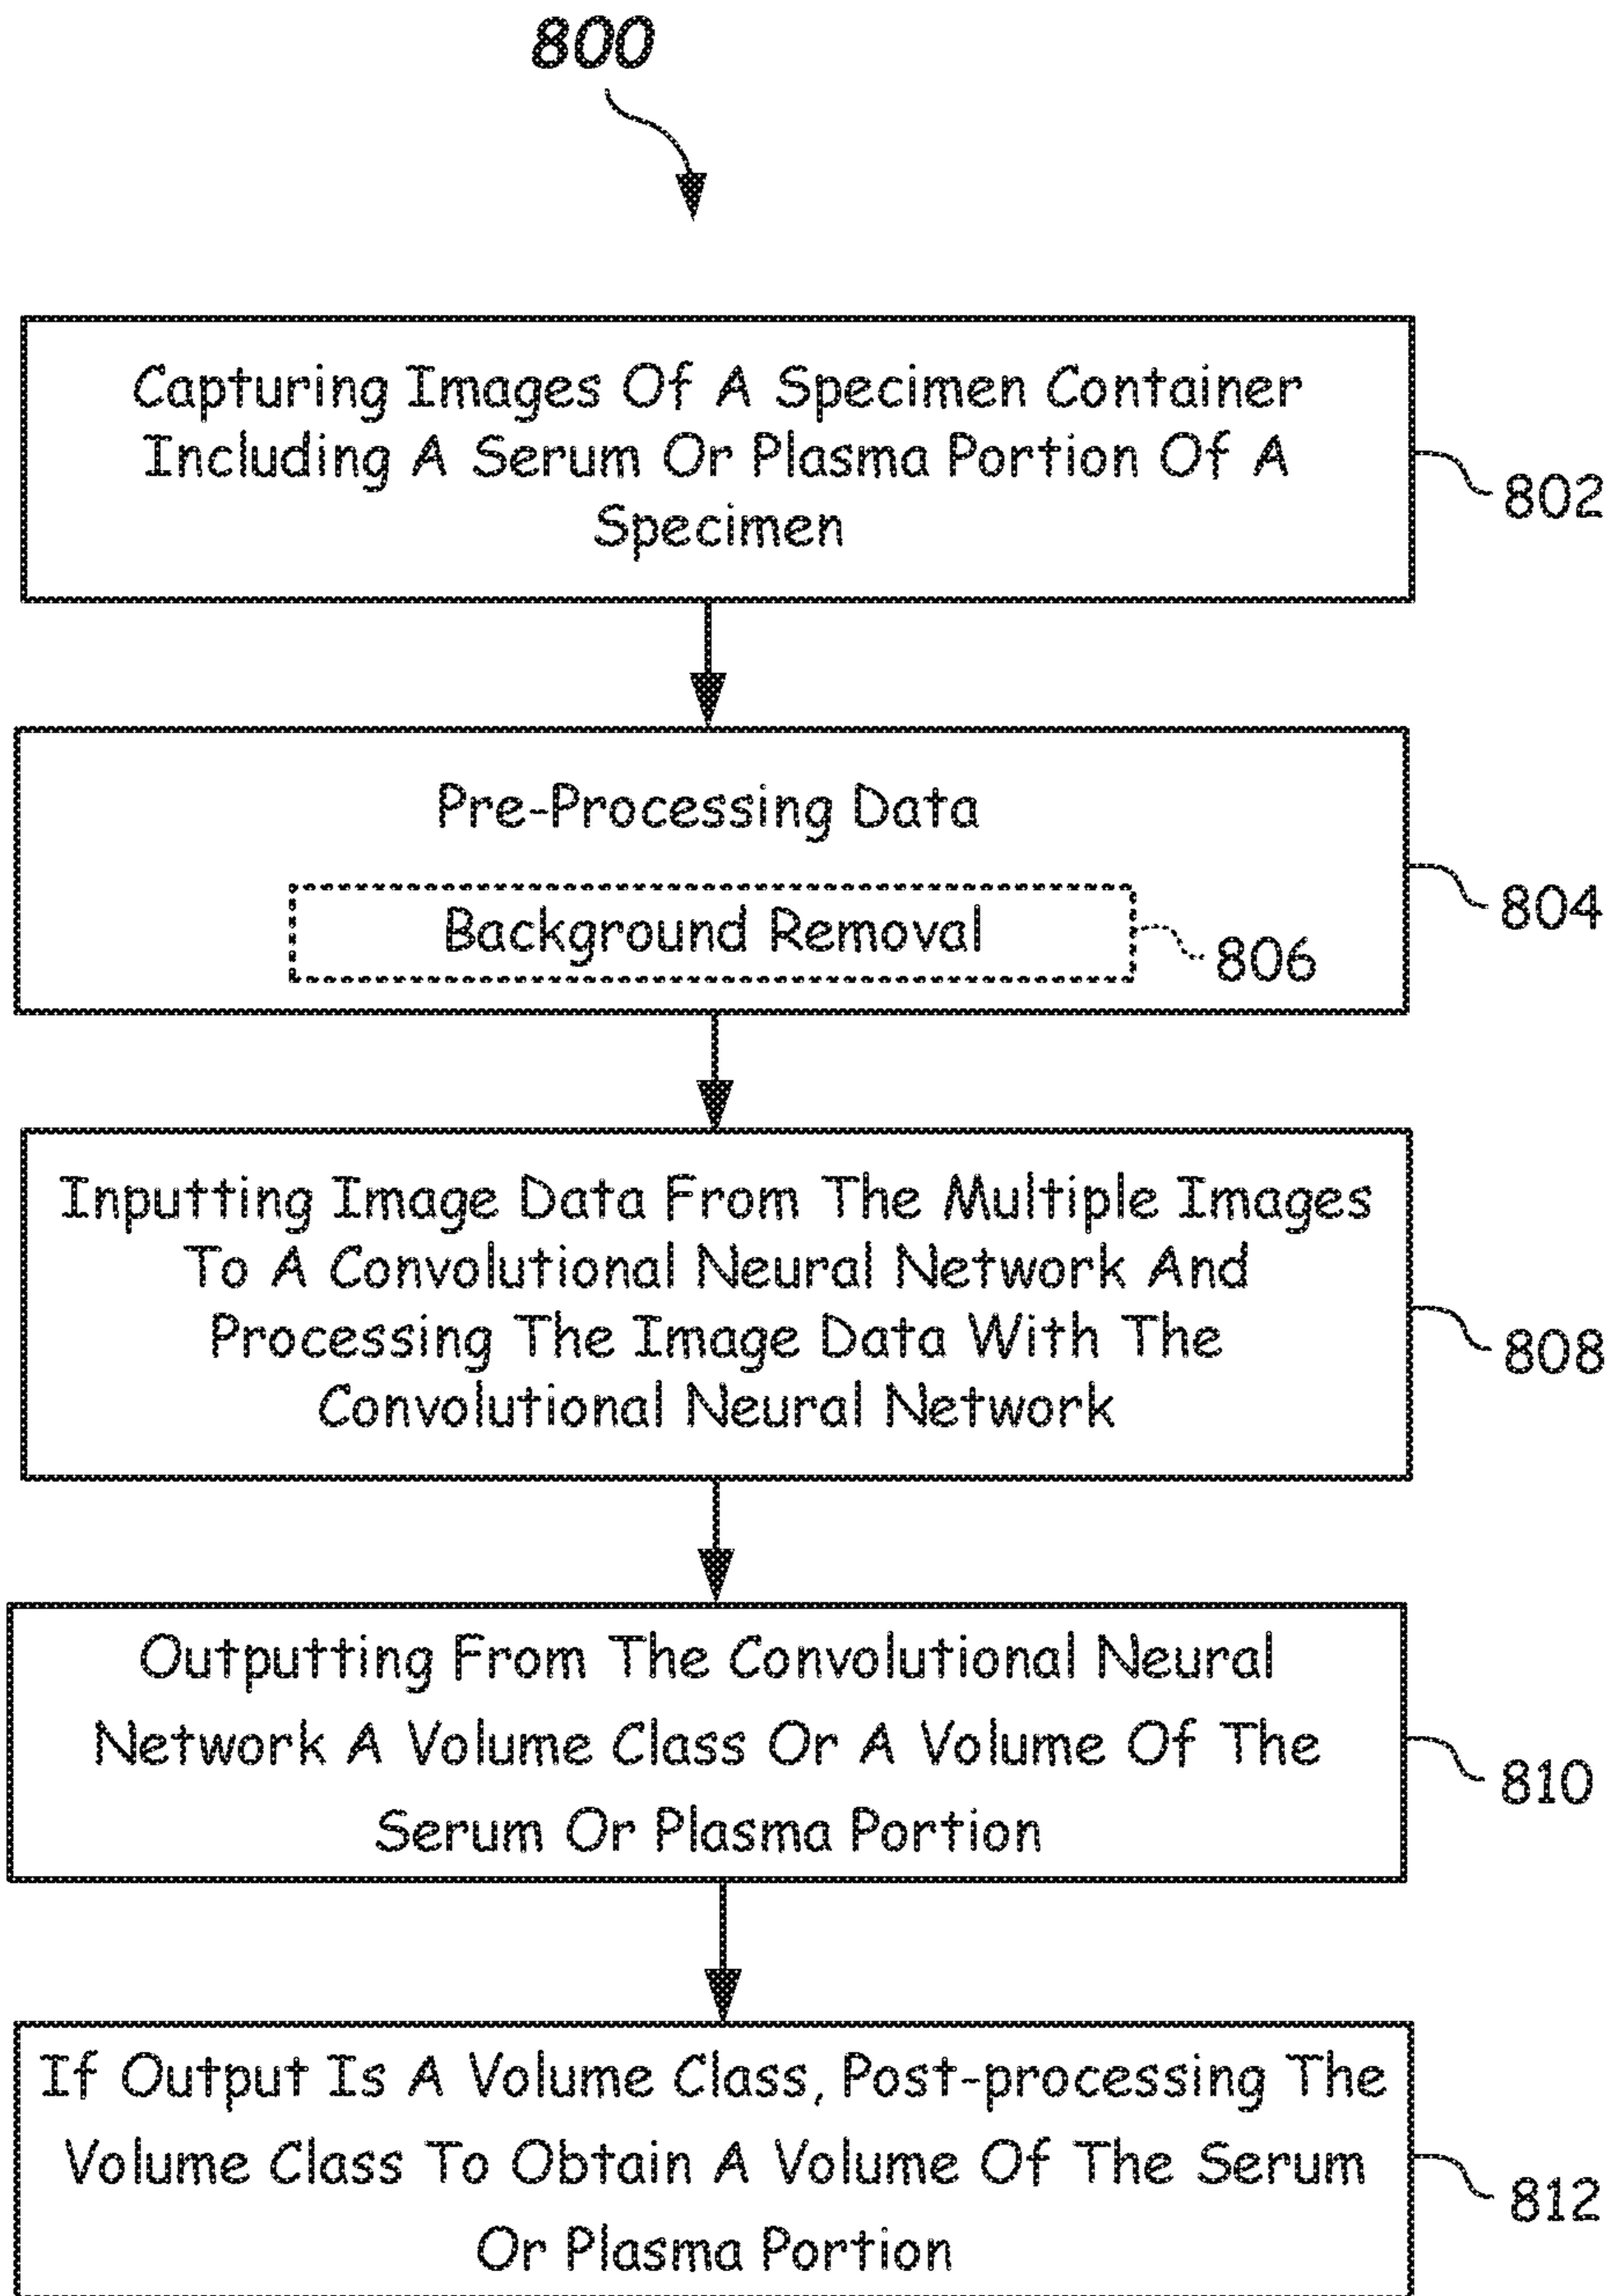 800
Capturing Images Of A Specimen Container
Including A Serum Or Plasma Portion Of A
Specimen
802
Pre-Processing Data
804
Background Removal
806
Inputting Image Data From The Multiple Images
To A Convolutional Neural Network And
Processing The Image Data With The
Convolutional Neural Network
808
Outputting From The Convolutional Neural
Network A Volume Class Or A Volume Of The
Serum Or Plasma Portion
810
If Output Is A Volume Class, Post-processing The
Volume Class To Obtain A Volume Of The Serum
Or Plasma Portion
812